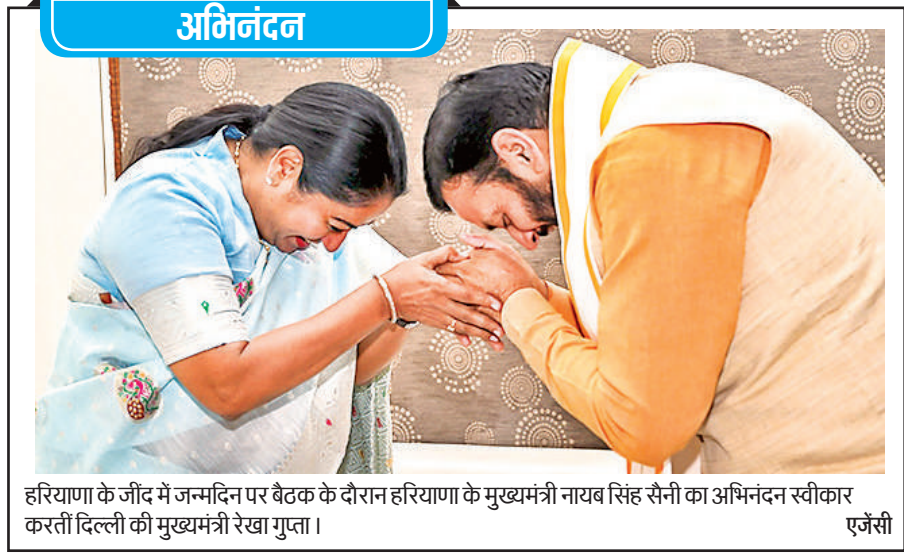 अभिनंदन
हरियाणा के जींद में जन्मदिन पर बैठक के दौरान हरियाणा के मुख्यमंत्री नायब सिंह सैनी का अभिनंदन स्वीकार
करतीं दिल्ली की मुख्यमंत्री रेखा गुप्ता। एजेंसी